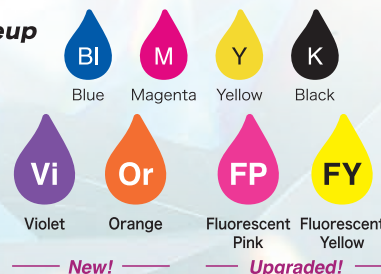 eup
Bl M Y K
Blue Magenta Yellow Black
Vi Or FP FY
Violet Orange Fluorescent Fluorescent
Pink Yellow
New! Upgraded!